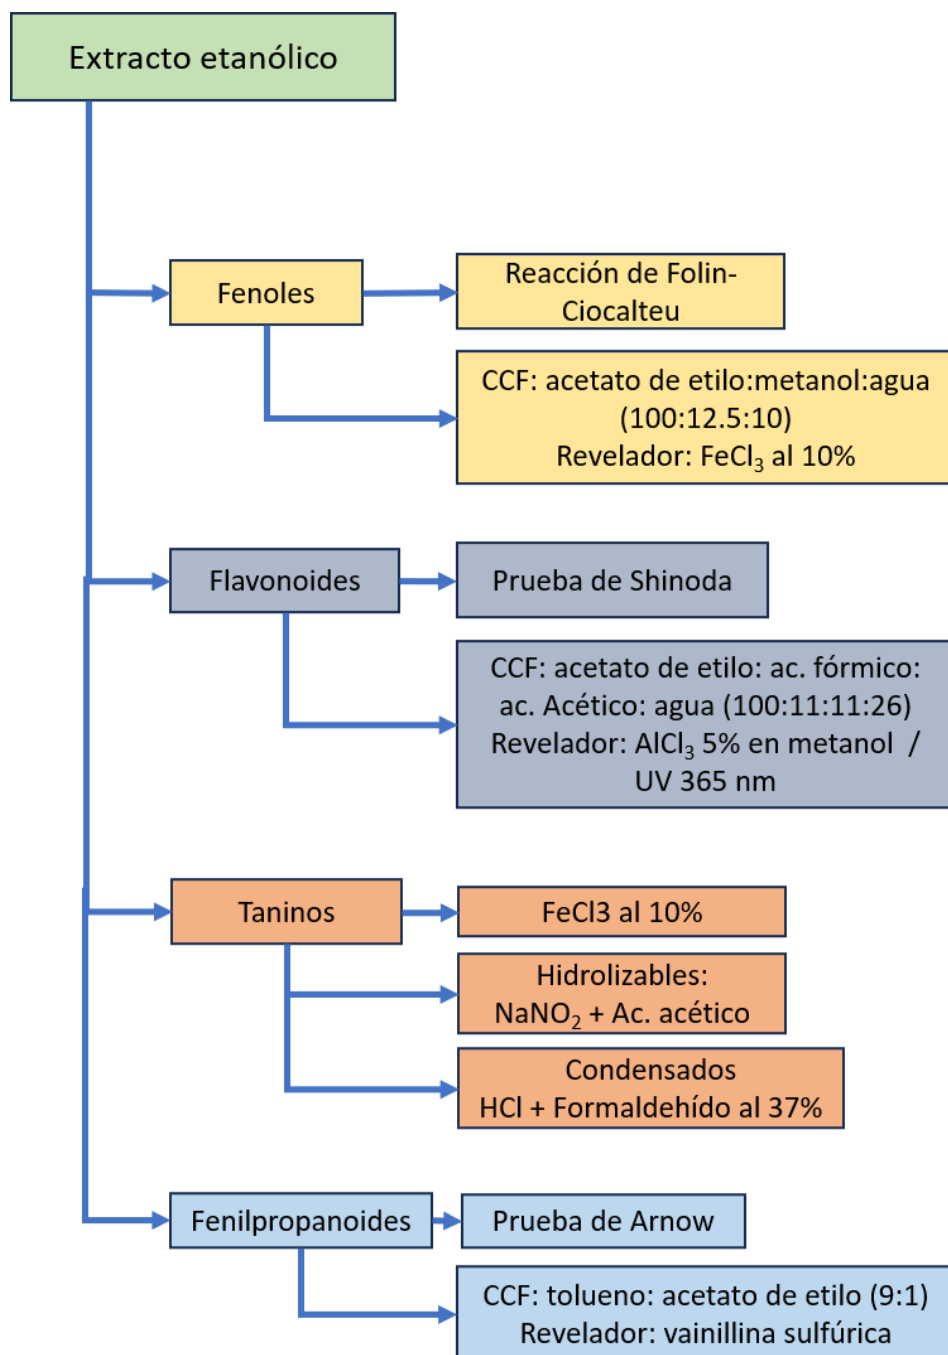 Extracto etanólico
Fenoles
Reacción de Folin-
Ciocalteu
CCF: acetato de etilo:metanol:agua
(100:12.5:10)
Revelador: FeCl₃ al 10%
Flavonoides
Prueba de Shinoda
CCF: acetato de etilo: ac. fórmico:
ac. Acético: agua (100:11:11:26)
Revelador: AlCl₃ 5% en metanol /
UV 365 nm
Taninos
FeCl3 al 10%
Hidrolizables:
NaNO₂ + Ac. acético
Condensados
HCl + Formaldehído al 37%
Fenilpropanoides
Prueba de Arnow
CCF: tolueno: acetato de etilo (9:1)
Revelador: vainillina sulfúrica